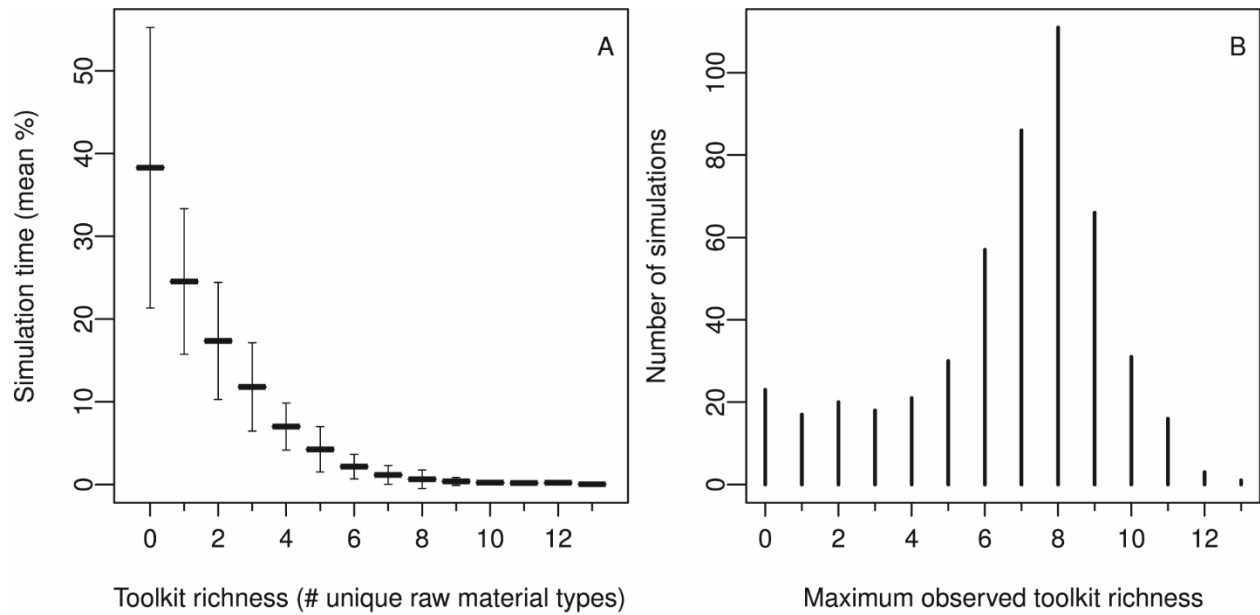 A
Simulation time (mean %)
50
40
30
20
10
0
0 2 4 6 8 10 12
Toolkit richness (# unique raw material types)
B
Number of simulations
100
80
60
40
20
0
0 2 4 6 8 10 12
Maximum observed toolkit richness